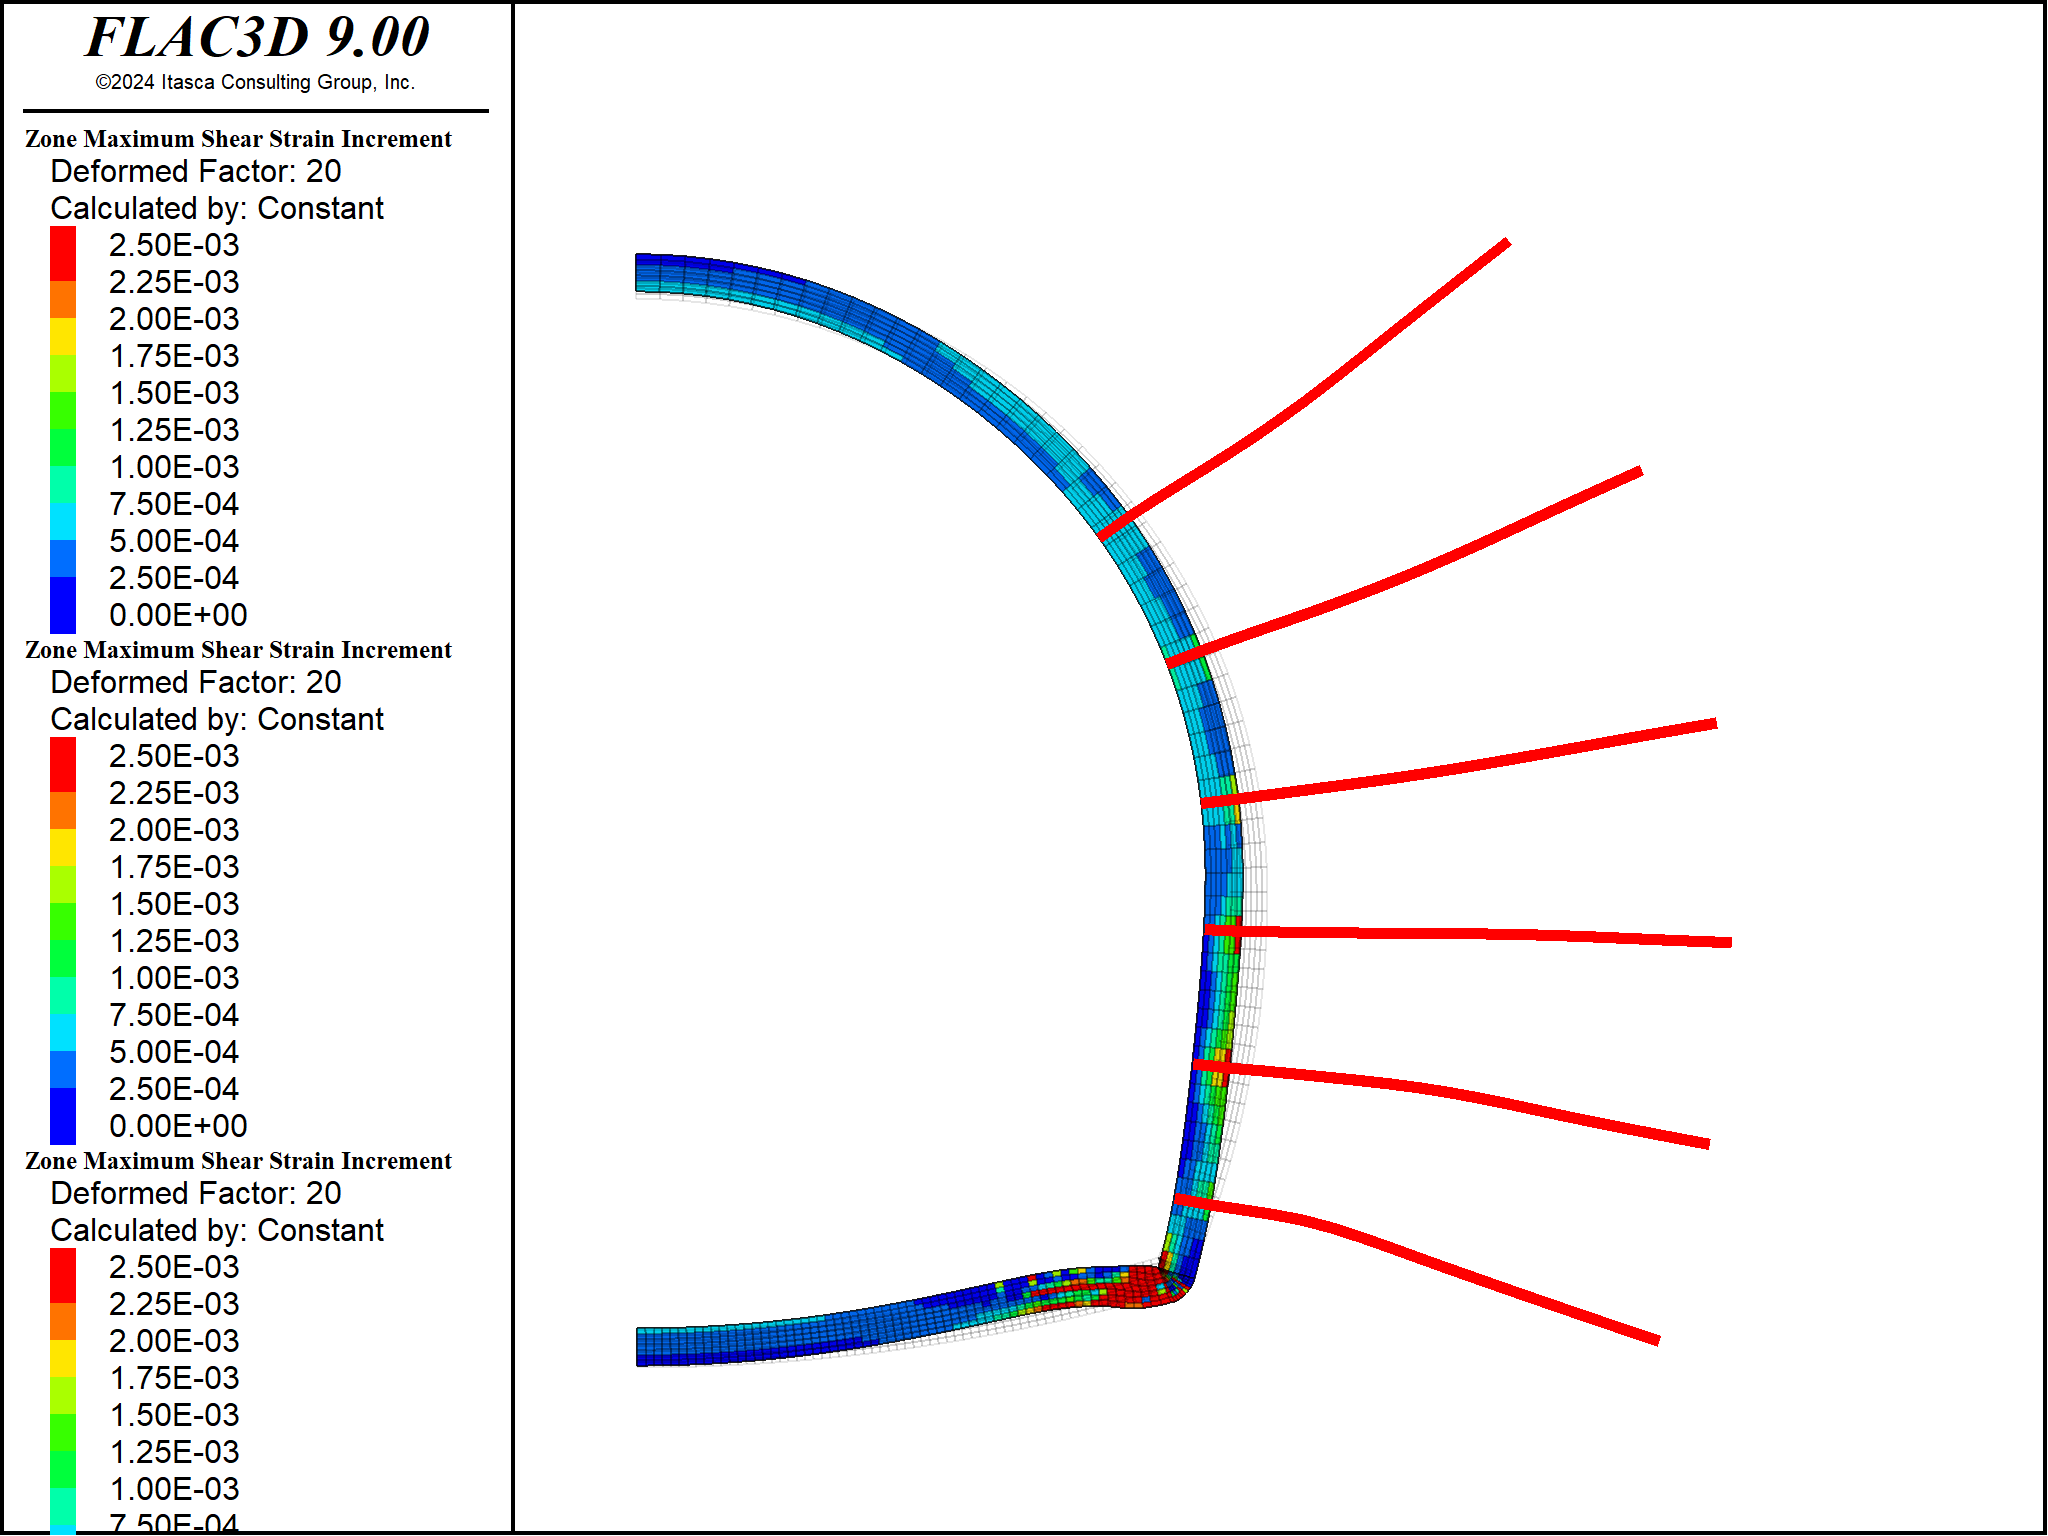 FLAC3D 9.00
©2024 Itasca Consulting Group, Inc.
Zone Maximum Shear Strain Increment
Deformed Factor: 20
Calculated by: Constant
2.50E-03
2.25E-03
2.00E-03
1.75E-03
1.50E-03
1.25E-03
1.00E-03
7.50E-04
5.00E-04
2.50E-04
0.00E+00
Zone Maximum Shear Strain Increment
Deformed Factor: 20
Calculated by: Constant
2.50E-03
2.25E-03
2.00E-03
1.75E-03
1.50E-03
1.25E-03
1.00E-03
7.50E-04
5.00E-04
2.50E-04
0.00E+00
Zone Maximum Shear Strain Increment
Deformed Factor: 20
Calculated by: Constant
2.50E-03
2.25E-03
2.00E-03
1.75E-03
1.50E-03
1.25E-03
1.00E-03
7.50E-04